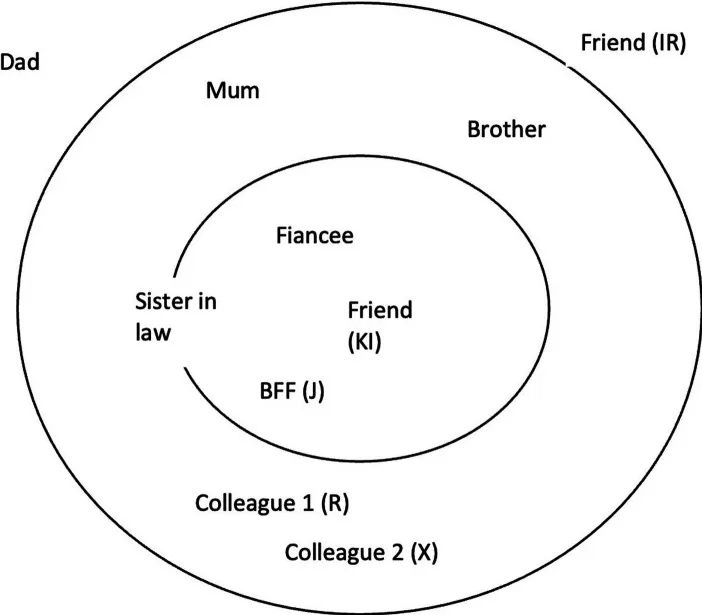 Friend (IR)
Dad
Mum
Brother
Fiancee
Sister in
law
Friend
(KI)
BFF (J)
Colleague 1 (R)
Colleague 2 (X)